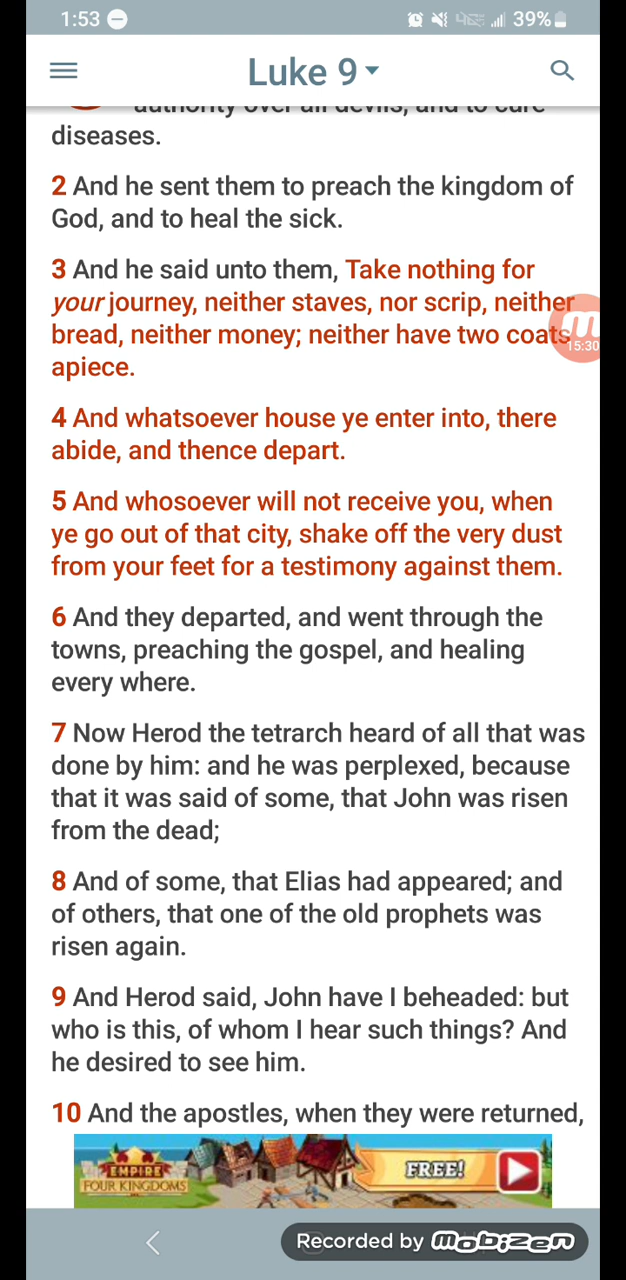 1:53
39%
Luke 9
authority over all devils, and to cure
diseases.
2 And he sent them to preach the kingdom of
God, and to heal the sick.
3 And he said unto them, Take nothing for
your journey, neither staves, nor scrip, neither
bread, neither money; neither have two coats
15:30
apiece.
4 And whatsoever house ye enter into, there
abide, and thence depart.
5 And whosoever will not receive you, when
ye go out of that city, shake off the very dust
from your feet for a testimony against them.
6 And they departed, and went through the
towns, preaching the gospel, and healing
every where.
7 Now Herod the tetrarch heard of all that was
done by him: and he was perplexed, because
that it was said of some, that John was risen
from the dead;
8 And of some, that Elias had appeared; and
of others, that one of the old prophets was
risen again.
9 And Herod said, John have I beheaded: but
who is this, of whom I hear such things? And
he desired to see him.
10 And the apostles, when they were returned,
EMPIRE
FOUR KINGDOMS
FREE!
Recorded by mobizen